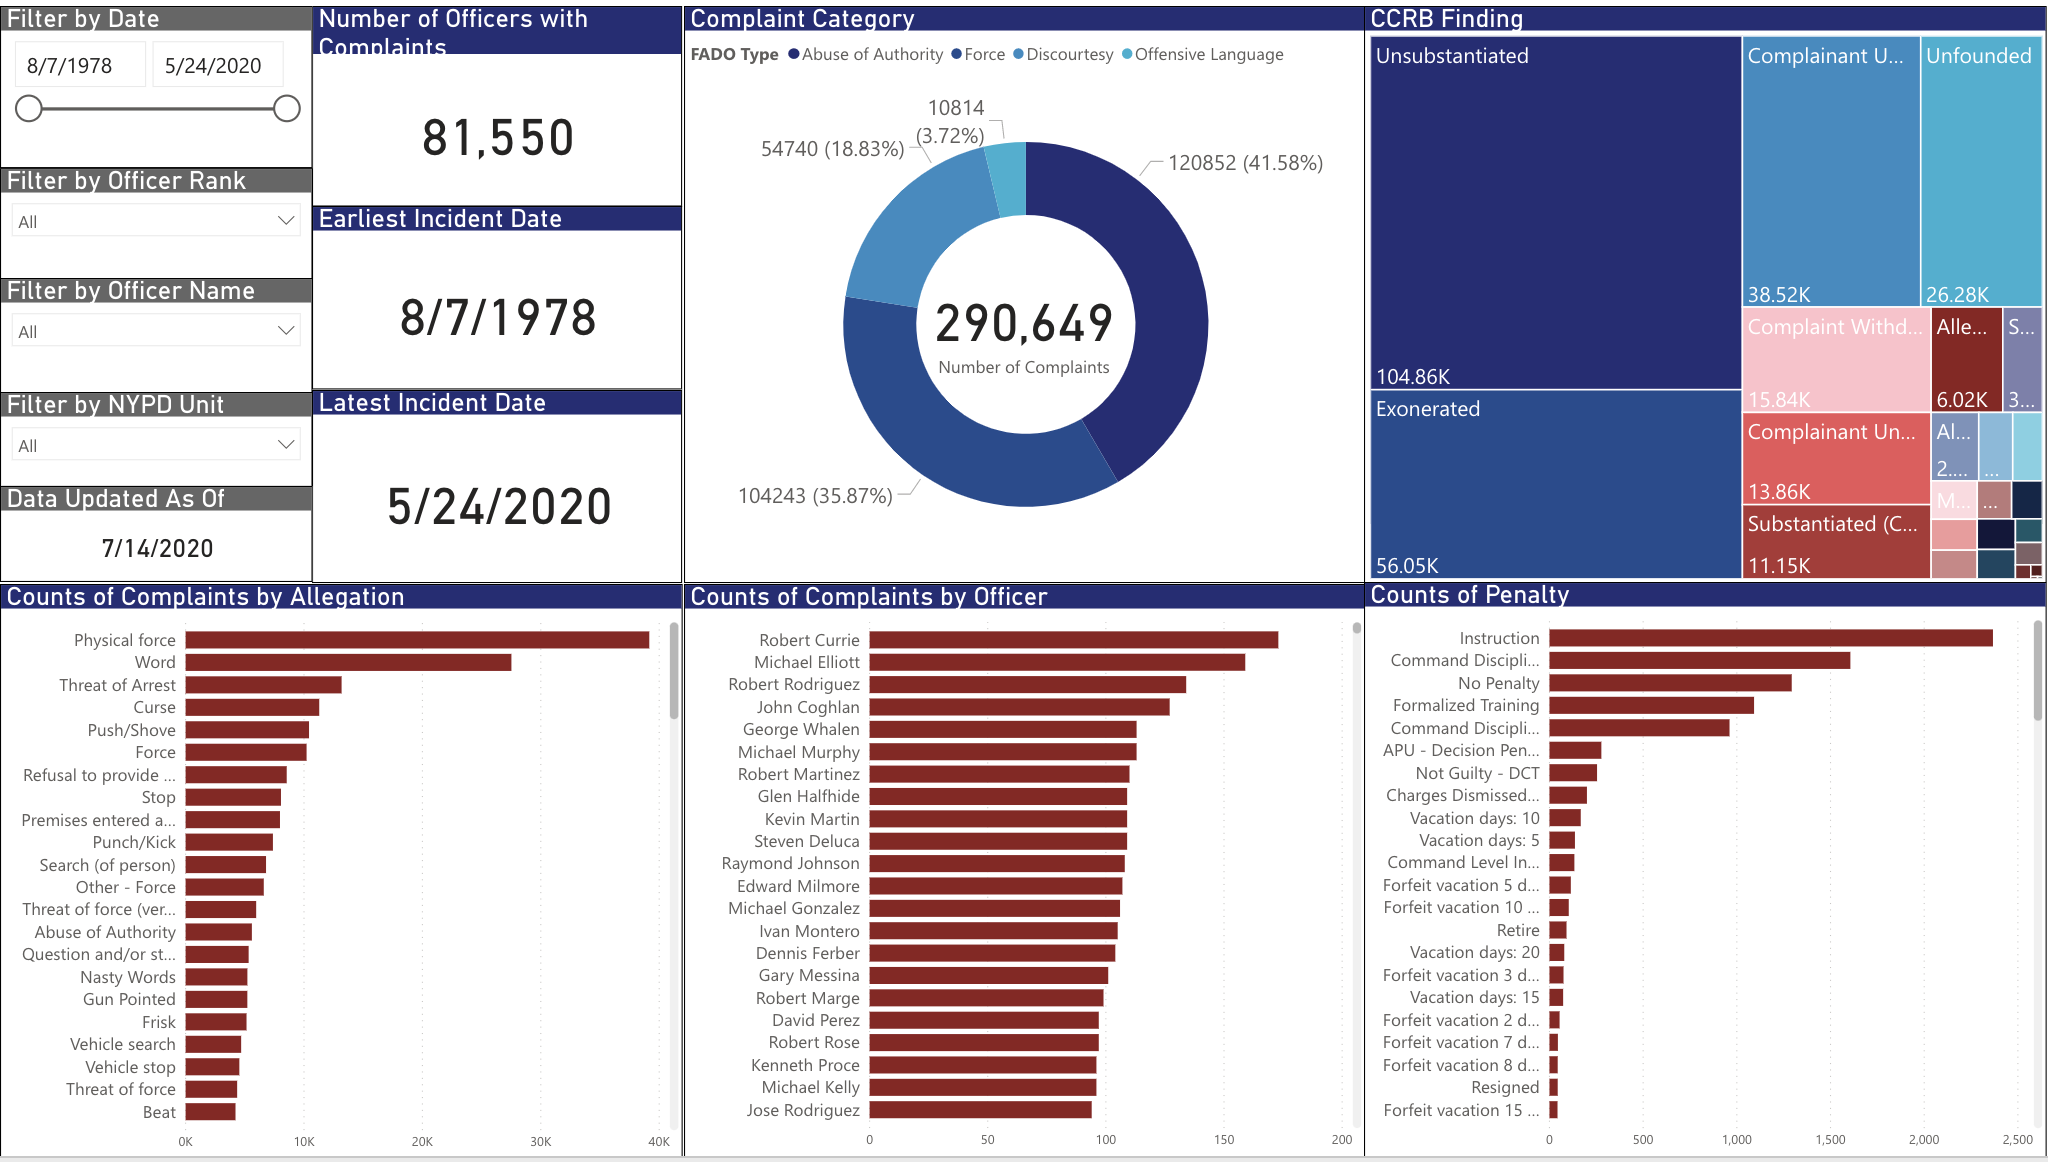 Filter by Date
8/7/1978
5/24/2020
Filter by Officer Rank
All
Filter by Officer Name
All
Filter by NYPD Unit
All
Data Updated As Of
7/14/2020
Number of Officers with
Complaints
81,550
Earliest Incident Date
8/7/1978
Latest Incident Date
5/24/2020
Complaint Category
FADO Type Abuse of Authority Force Discourtesy Offensive Language
10814
(3.72%)
54740 (18.83%)
120852 (41.58%)
290,649
Number of Complaints
104243 (35.87%)
CCRB Finding
Unsubstantiated
104.86K
Exonerated
56.05K
Complainant U...
38.52K
Unfounded
26.28K
Complaint Withd...
15.84K
Alle...
6.02K
S...
3...
Complainant Un...
13.86K
Al...
2....
...
M...
...
Substantiated (C...
11.15K
Counts of Complaints by Allegation
Physical force
Word
Threat of Arrest
Curse
Push/Shove
Force
Refusal to provide ...
Stop
Premises entered a...
Punch/Kick
Search (of person)
Other - Force
Threat of force (ver...
Abuse of Authority
Question and/or st...
Nasty Words
Gun Pointed
Frisk
Vehicle search
Vehicle stop
Threat of force
Beat
0K 10K 20K 30K 40K
Counts of Complaints by Officer
Robert Currie
Michael Elliott
Robert Rodriguez
John Coghlan
George Whalen
Michael Murphy
Robert Martinez
Glen Halfhide
Kevin Martin
Steven Deluca
Raymond Johnson
Edward Milmore
Michael Gonzalez
Ivan Montero
Dennis Ferber
Gary Messina
Robert Marge
David Perez
Robert Rose
Kenneth Proce
Michael Kelly
Jose Rodriguez
0 50 100 150 200
Counts of Penalty
Instruction
Command Discipli...
No Penalty
Formalized Training
Command Discipli...
APU - Decision Pen...
Not Guilty - DCT
Charges Dismissed...
Vacation days: 10
Vacation days: 5
Command Level In...
Forfeit vacation 5 d...
Forfeit vacation 10 ...
Retire
Vacation days: 20
Forfeit vacation 3 d...
Vacation days: 15
Forfeit vacation 2 d...
Forfeit vacation 7 d...
Forfeit vacation 8 d...
Resigned
Forfeit vacation 15 ...
0 500 1,000 1,500 2,000 2,500